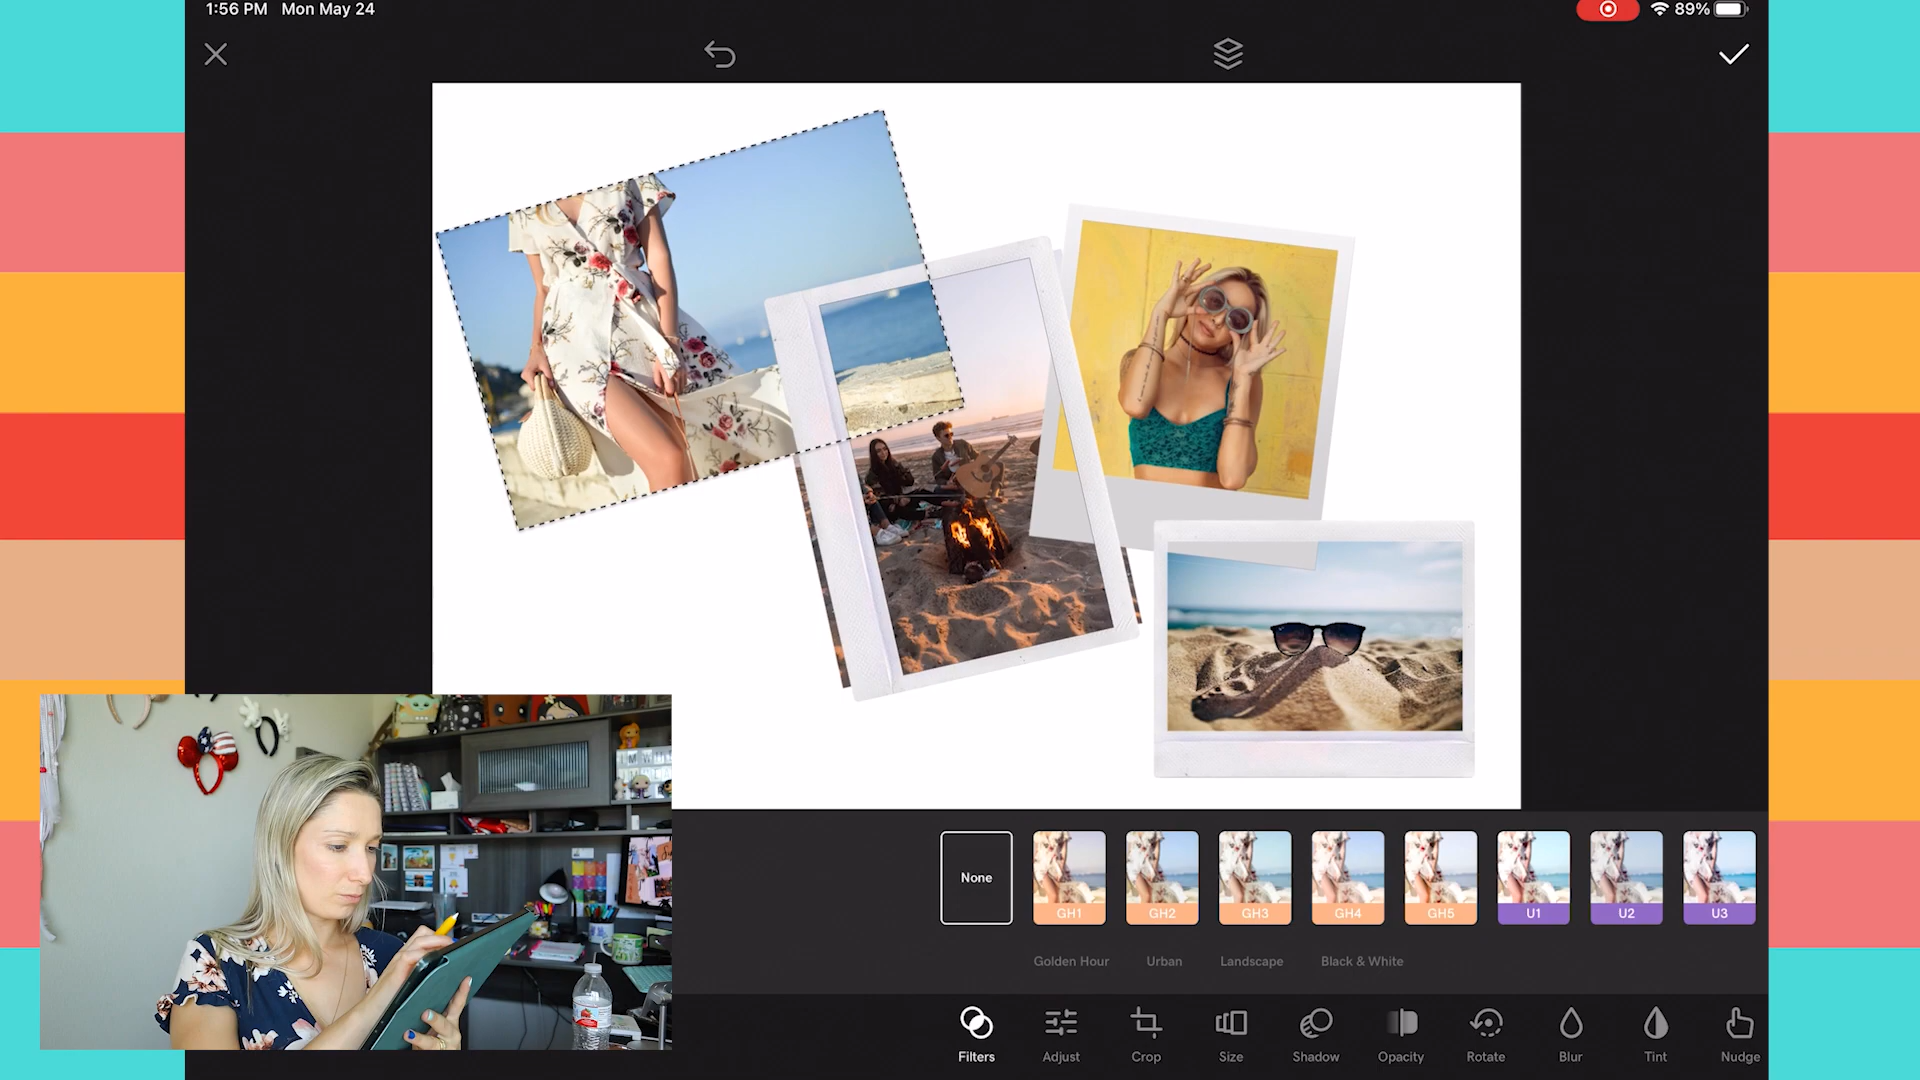 1:56 PM Mon May 24
89%
None
GH1
GH2
GH3
GH4
GH5
U1
U2
U3
Golden Hour
Urban
Landscape
Black & White
Filters
Adjust
Crop
Size
Shadow
Opacity
Rotate
Blur
Tint
Nudge